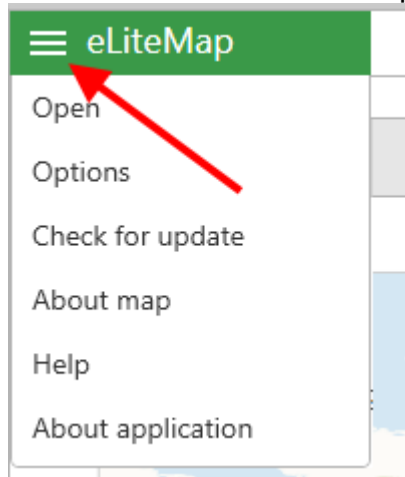 eLiteMap
Open
Options
Check for update
About map
Help
About application